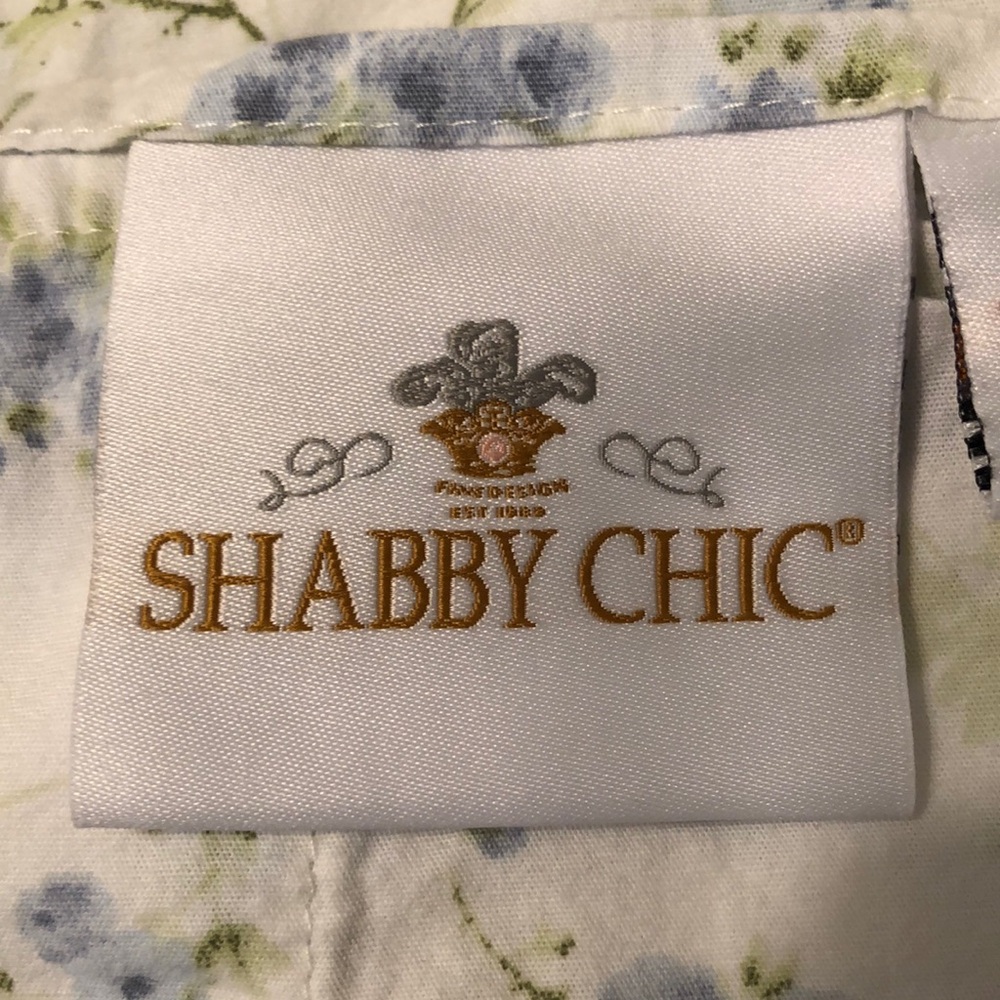 FINE DESIGN
EST 1989
SHABBY CHIC®